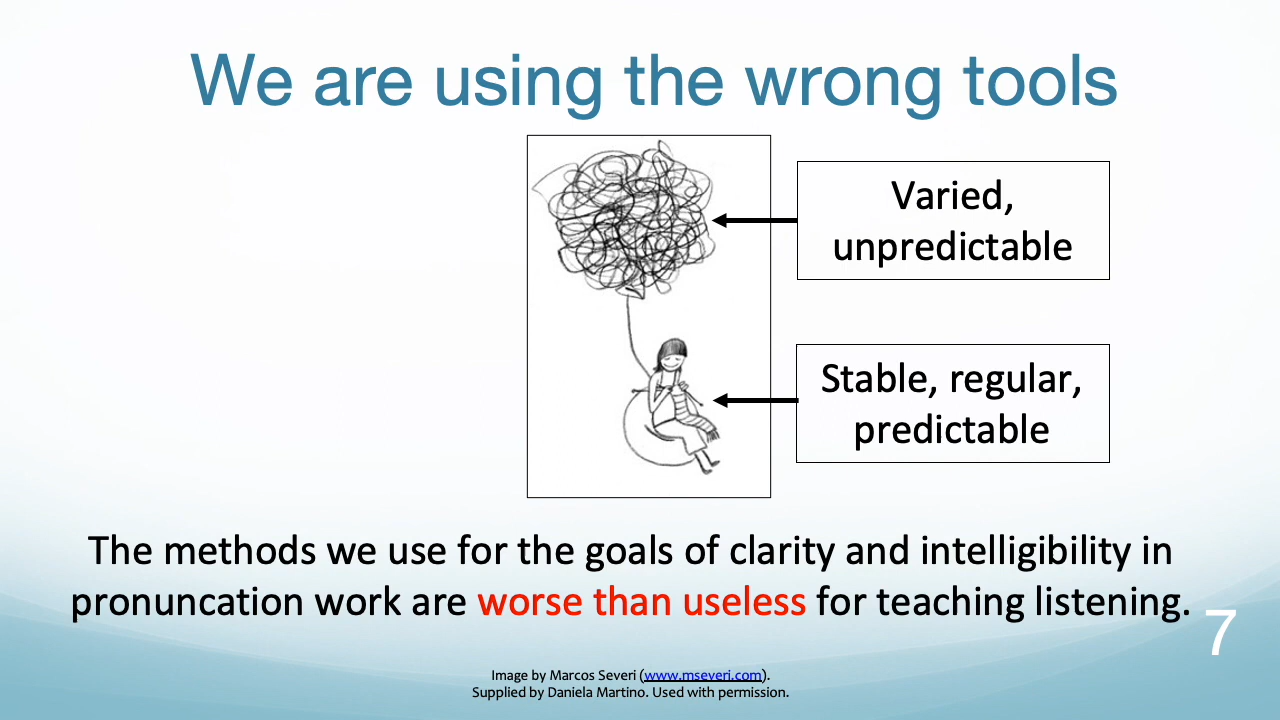 We are using the wrong tools
Varied,
unpredictable
Stable, regular,
predictable
The methods we use for the goals of clarity and intelligibility in
pronuncation work are worse than useless for teaching listening.
7
Image by Marcos Severi (www.mseveri.com).
Supplied by Daniela Martino. Used with permission.